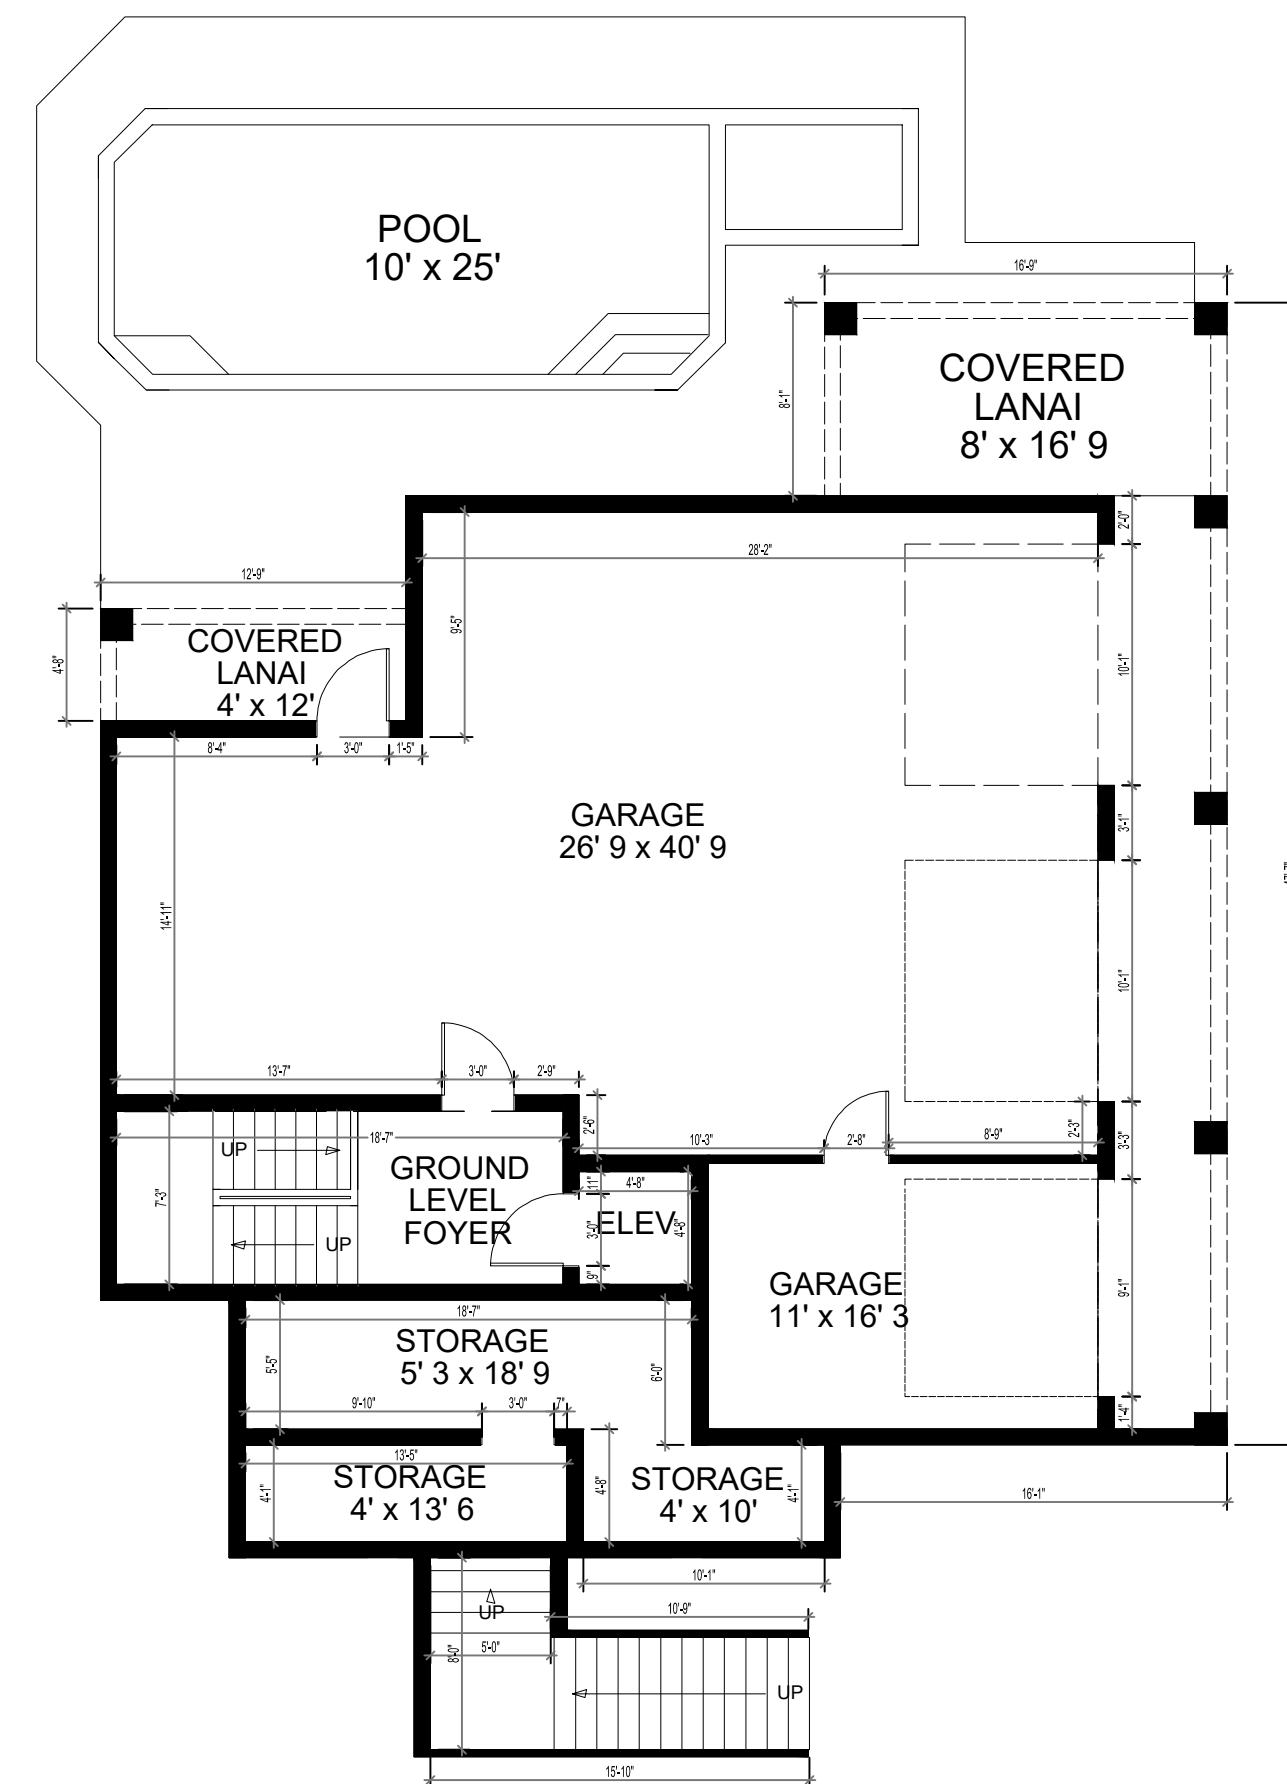 POOL
10' x 25'
16'-9"
8'-1"
COVERED
LANAI
8' x 16' 9
2'-0"
28'-2"
12'-9"
9'-5"
COVERED
LANAI
4' x 12'
4'-8"
10'-1"
8'-4"
3'-0"
1'-5"
GARAGE
26' 9 x 40' 9
3'-1"
14'-11"
10'-1"
13'-7"
3'-0"
2'-9"
2'-6"
10'-3"
2'-8"
8'-9"
2'-3"
3'-3"
18'-7"
UP
GROUND
LEVEL
FOYER
7'-3"
UP
11"
4'-8"
3'-0"
ELEV.
4'-8"
9"
GARAGE
11' x 16' 3
9'-1"
18'-7"
STORAGE
5' 3 x 18' 9
5'-5"
6'-0"
9'-10"
3'-0"
7"
1'-4"
13'-5"
STORAGE
4' x 13' 6
4'-1"
4'-8"
STORAGE
4' x 10'
4'-1"
16'-1"
10'-1"
UP
10'-9"
8'-0"
5'-0"
UP
15'-10"